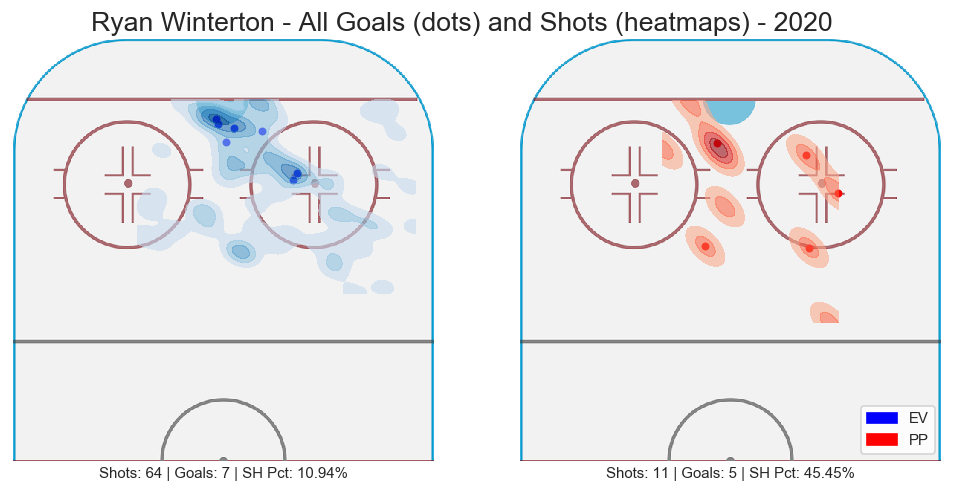 Ryan Winterton - All Goals (dots) and Shots (heatmaps) - 2020
EV
PP
Shots: 64 | Goals: 7 | SH Pct: 10.94%
Shots: 11 | Goals: 5 | SH Pct: 45.45%